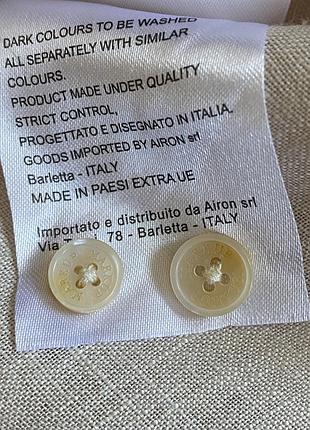 DARK COLOURS TO BE WASHED
ALL SEPARATELY WITH SIMILAR
COLOURS.
PRODUCT MADE UNDER QUALITY
STRICT CONTROL,
PROGETTATO E DISEGNATO IN ITALIA,
GOODS IMPORTED BY AIRON srl
Barletta - ITALY
MADE IN PAESI EXTRA UE
Importato e distribuito da Airon srl
Via 78 - Barletta - ITALY